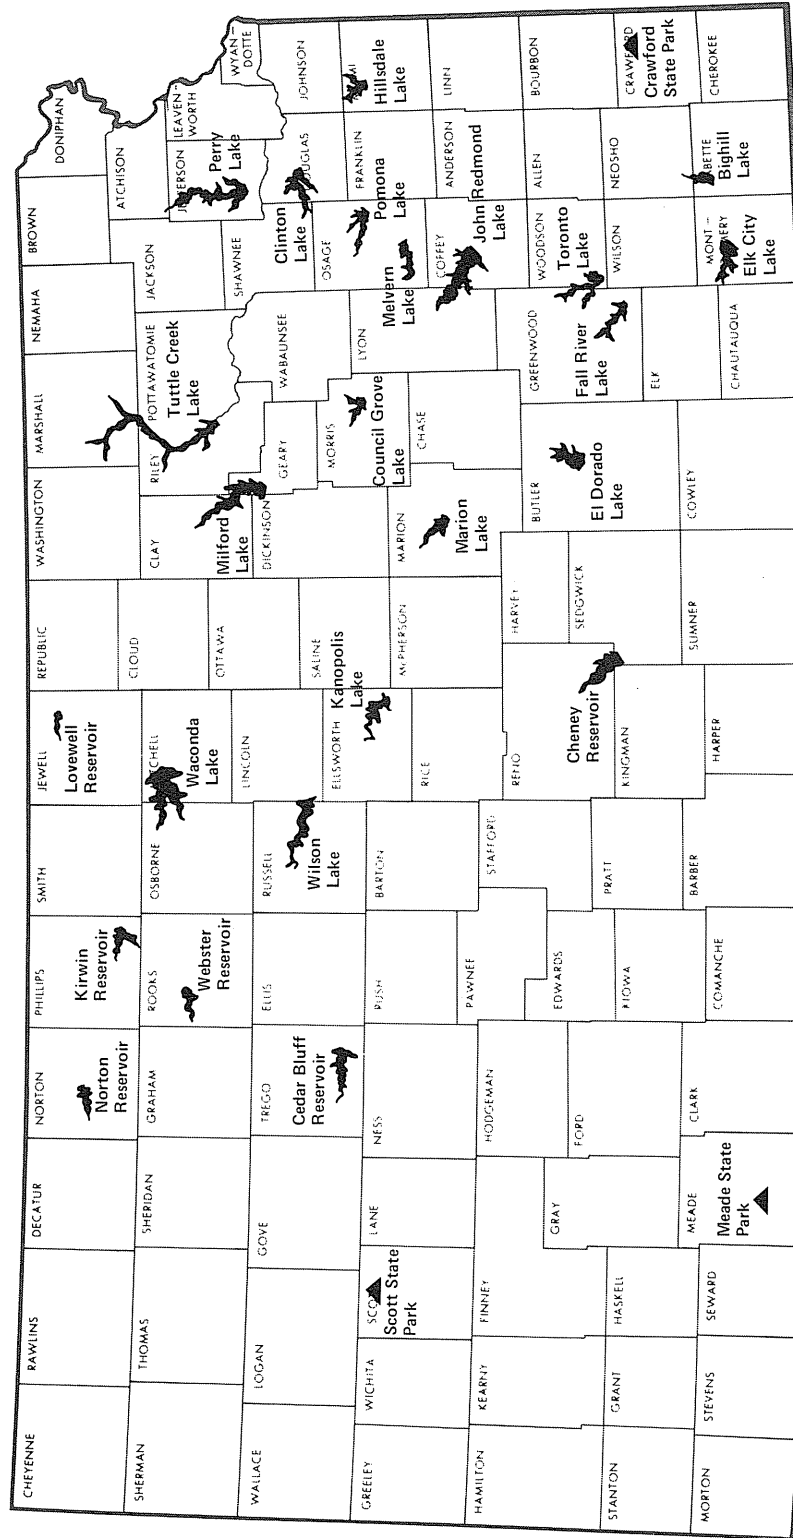 CHEYENNE
RAWLINS
DECATUR
NORTON
PHILLIPS
SMITH
JEWELL
REPUBLIC
WASHINGTON
MARSHALL
NEMAHA
BROWN
DONIPHAN
Norton
Reservoir
Kirwin
Reservoir
Lovewell
Reservoir
SHERMAN
THOMAS
SHERIDAN
GRAHAM
ROOKS
OSBORNE
CLOUD
CLAY
RILEY
POTTAWATOMIE
JACKSON
ATCHISON
Webster
Reservoir
Waconda
Lake
Tuttle Creek
Lake
Perry
Lake
LEAVEN-
WORTH
WYAN-
DOTTE
WALLACE
LOGAN
GOVE
TREGO
ELLIS
RUSSELL
LINCOLN
OTTAWA
DICKINSON
GEARY
WABAUNSEE
SHAWNEE
JOHNSON
Cedar Bluff
Reservoir
Wilson
Lake
Milford
Lake
Clinton
Lake
SALINE
MORRIS
OSAGE
FRANKLIN
GREELEY
WICHITA
Scott State
Park
LANE
NESS
RUSH
BARTON
ELLSWORTH
Kanopolis
Lake
McPHERSON
MARION
Marion
Lake
Council Grove
Lake
CHASE
LYON
Melvern
Lake
Pomona
Lake
Hillsdale
Lake
RICE
COFFEY
ANDERSON
LINN
John Redmond
Lake
HAMILTON
KEARNY
FINNEY
HODGEMAN
PAWNEE
STAFFORD
RENO
HARVEY
BUTLER
GREENWOOD
WOODSON
ALLEN
BOURBON
GRAY
FORD
EDWARDS
SEDGWICK
Cheney
Reservoir
El Dorado
Lake
Fall River
Lake
Toronto
Lake
STANTON
GRANT
HASKELL
KIOWA
PRATT
KINGMAN
ELK
WILSON
NEOSHO
Crawford
State Park
MORTON
STEVENS
SEWARD
MEADE
CLARK
COMANCHE
BARBER
HARPER
SUMNER
COWLEY
CHAUTAUQUA
MONT-
Elk City
Lake
Bighill
Lake
CHEROKEE
Meade State
Park